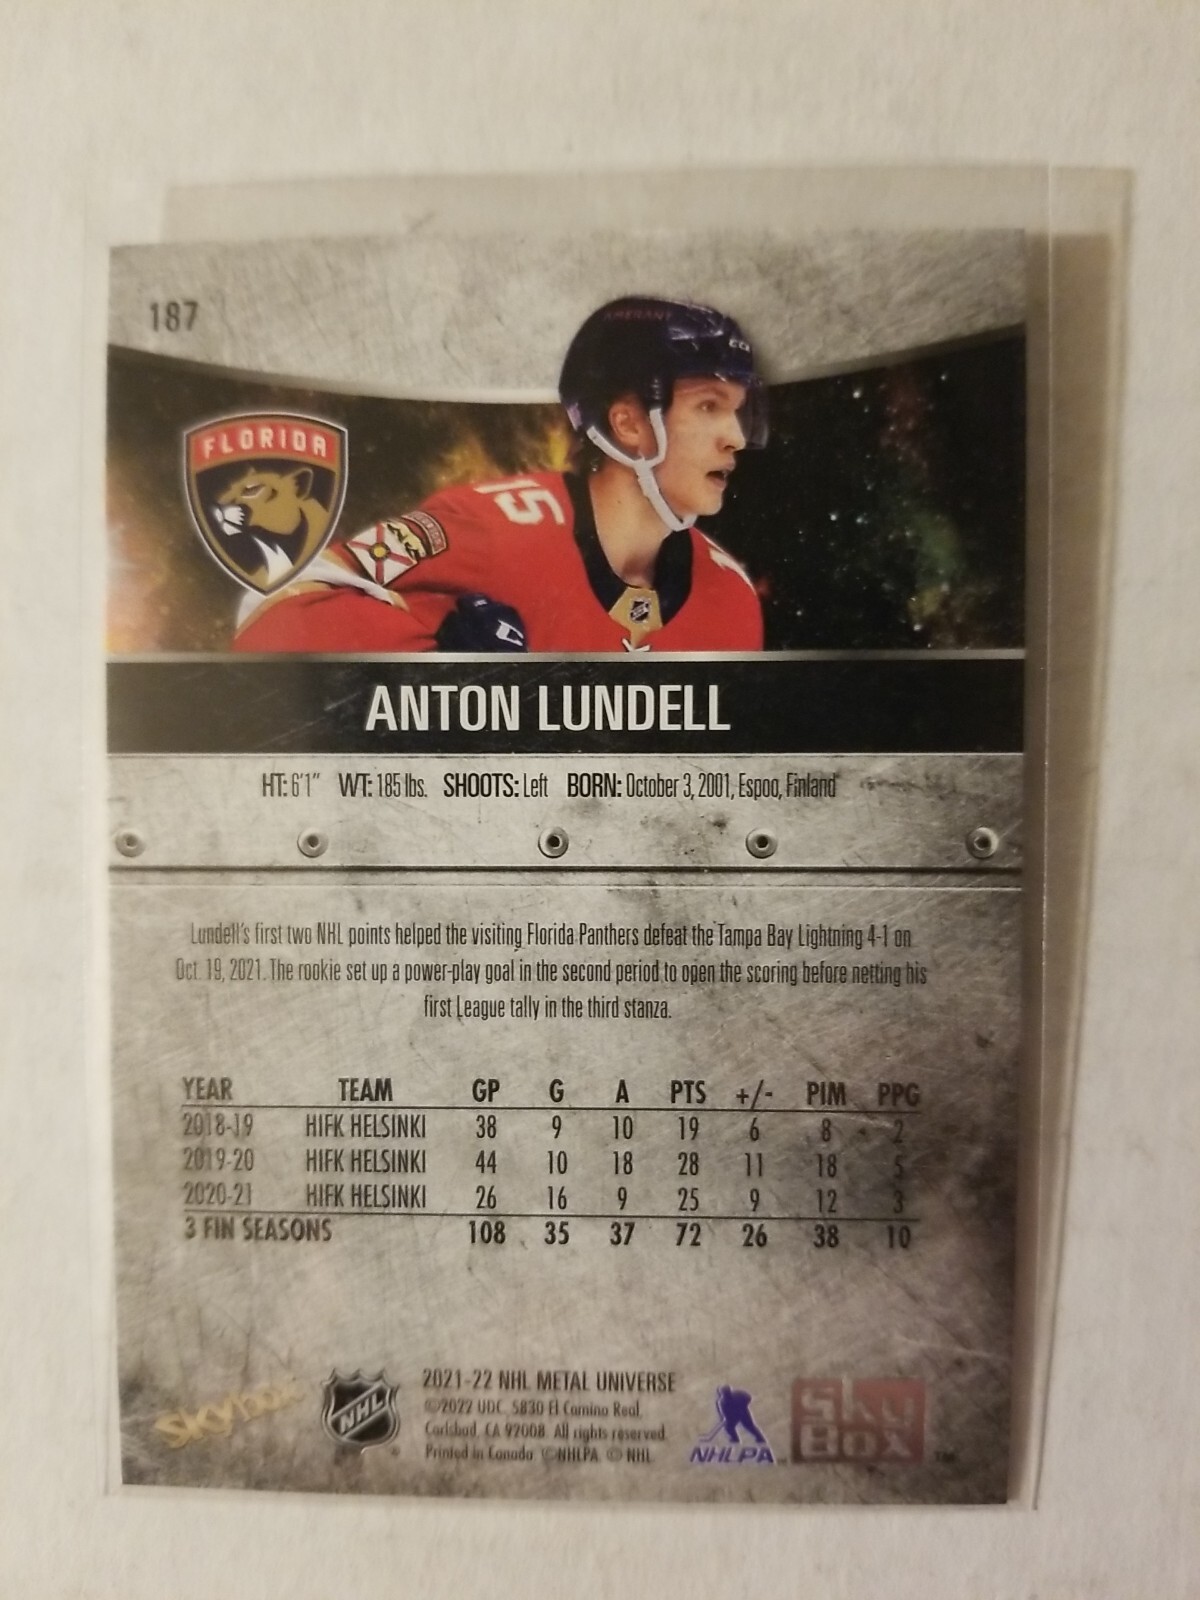 187
AMERANT
CCM
FLORIDA
15
ANTON LUNDELL
HT: 6'1" WT: 185 lbs. SHOOTS: Left BORN: October 3, 2001, Espoo, Finland
Lundell's first two NHL points helped the visiting Florida Panthers defeat the Tampa Bay Lightning 4-1 on
Oct. 19, 2021. The rookie set up a power-play goal in the second period to open the scoring before netting his
first League tally in the third stanza.
YEAR TEAM GP G A PTS +/- PIM PPG
2018-19 HIFK HELSINKI 38 9 10 19 6 8 2
2019-20 HIFK HELSINKI 44 10 18 28 11 18 5
2020-21 HIFK HELSINKI 26 16 9 25 9 12 3
3 FIN SEASONS 108 35 37 72 26 38 10
Skybox
NHL
2021-22 NHL METAL UNIVERSE
©2022 UDC, 5830 El Camino Real,
Carlsbad, CA 92008. All rights reserved.
Printed in Canada ©NHLPA © NHL
NHLPA
SkyBox TM